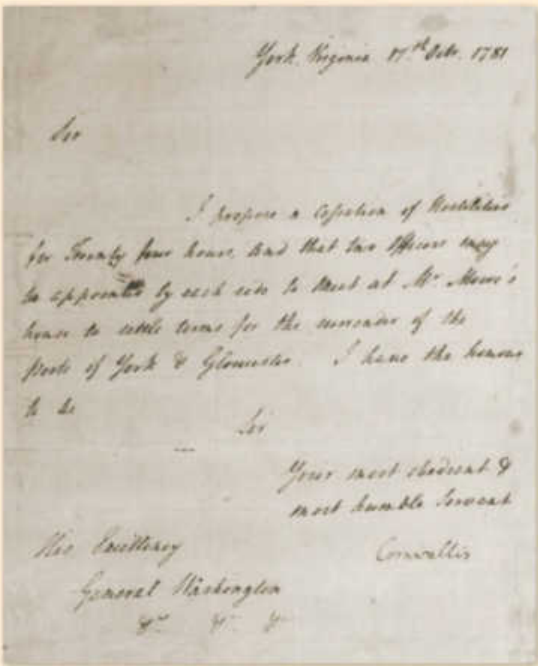 York, Virginia 17th Octr. 1781
Sir
I propose a Cessation of Hostilities
for Twenty four hours, and that two Officers may
be appointed by each side to meet at Mr Moore's
house to settle terms for the surrender of the
Posts of York & Gloucester. I have the honour
to be
Sir
Your most obedient &
most humble Servant
Cornwallis
His Excellency
General Washington
&c &c &c